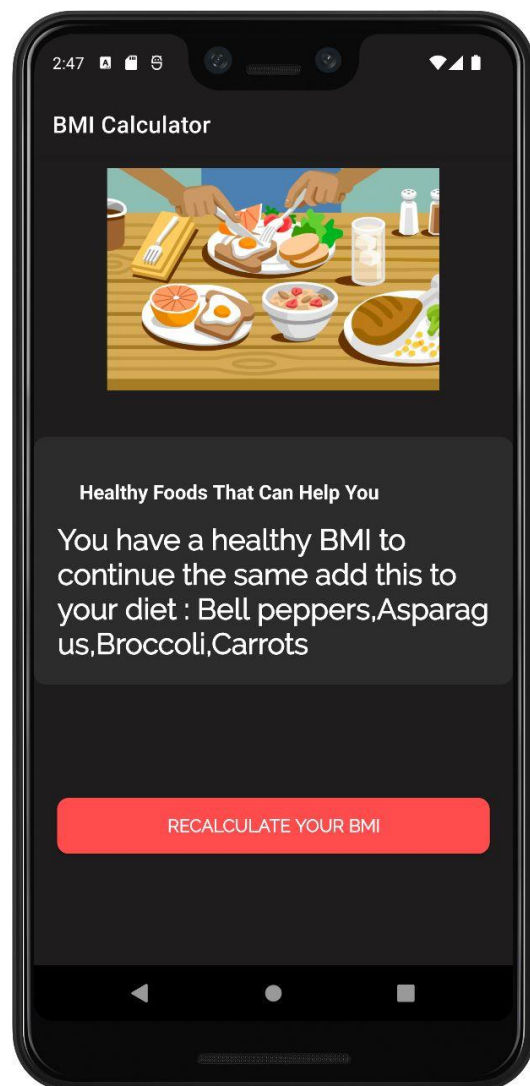 2:47
BMI Calculator
Healthy Foods That Can Help You
You have a healthy BMI to
continue the same add this to
your diet : Bell peppers,Asparag
us,Broccoli,Carrots
RECALCULATE YOUR BMI